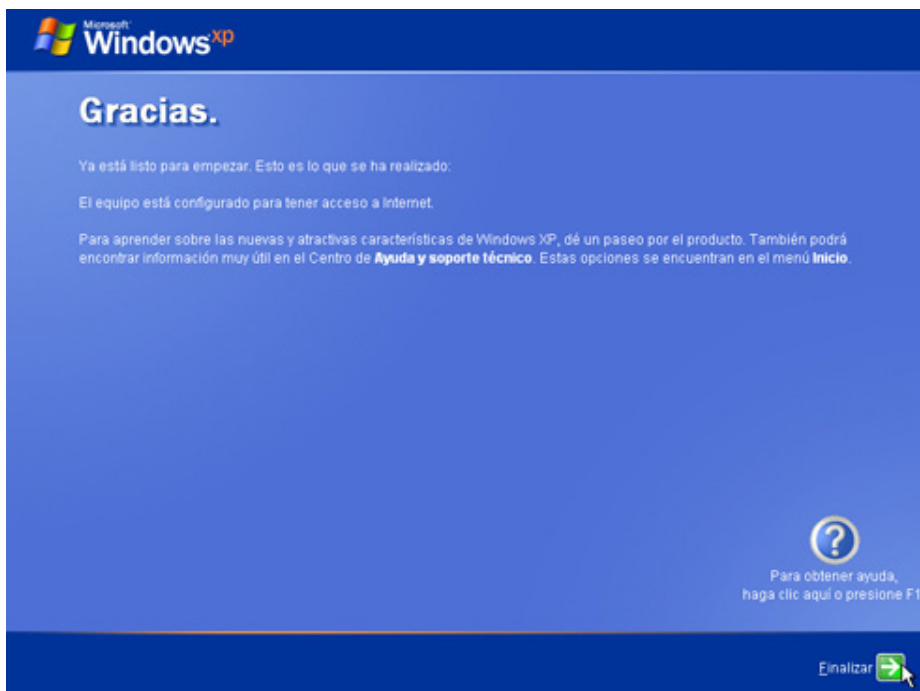 Microsoft
Windows xp
Gracias.
Ya está listo para empezar. Esto es lo que se ha realizado:
El equipo está configurado para tener acceso a Internet.
Para aprender sobre las nuevas y atractivas características de Windows XP, dé un paseo por el producto. También podrá
encontrar información muy útil en el Centro de Ayuda y soporte técnico. Estas opciones se encuentran en el menú Inicio.
?
Para obtener ayuda,
haga clic aquí o presione F1
Finalizar